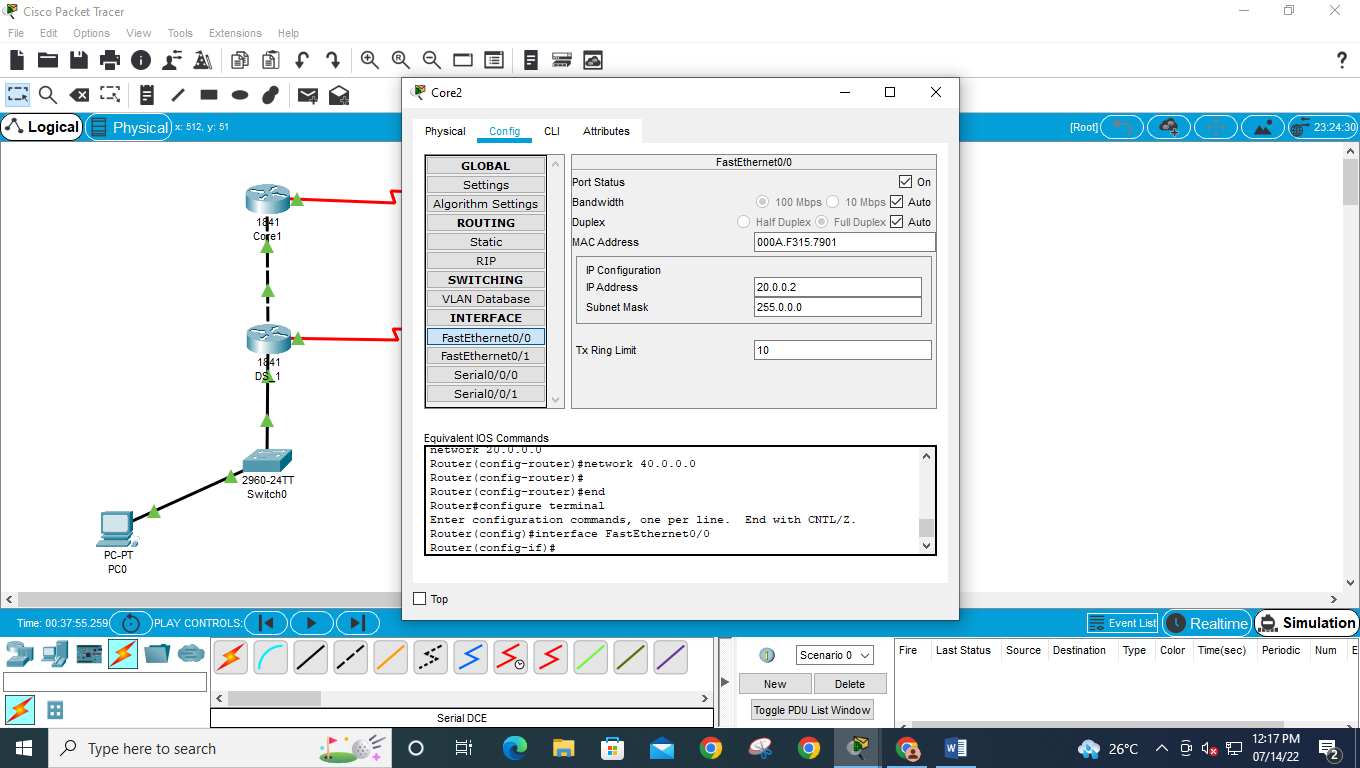 Cisco Packet Tracer
File Edit Options View Tools Extensions Help
Logical Physical x: 512, y: 51
[Root] 23:24:30
1841
Core1
1841
DS_1
2960-24TT
Switch0
PC-PT
PC0
Core2
Physical Config CLI Attributes
GLOBAL
Settings
Algorithm Settings
ROUTING
Static
RIP
SWITCHING
VLAN Database
INTERFACE
FastEthernet0/0
FastEthernet0/1
Serial0/0/0
Serial0/0/1
FastEthernet0/0
Port Status On
Bandwidth 100 Mbps 10 Mbps Auto
Duplex Half Duplex Full Duplex Auto
MAC Address 000A.F315.7901
IP Configuration
IP Address 20.0.0.2
Subnet Mask 255.0.0.0
Tx Ring Limit 10
Equivalent IOS Commands
network 20.0.0.0
Router(config-router)#network 40.0.0.0
Router(config-router)#
Router(config-router)#end
Router#configure terminal
Enter configuration commands, one per line.  End with CNTL/Z.
Router(config)#interface FastEthernet0/0
Router(config-if)#
Top
Time: 00:37:55.259 PLAY CONTROLS:
Event List Realtime Simulation
Serial DCE
Scenario 0
New Delete
Toggle PDU List Window
Fire Last Status Source Destination Type Color Time(sec) Periodic Num E
Type here to search
26°C
12:17 PM
07/14/22
2